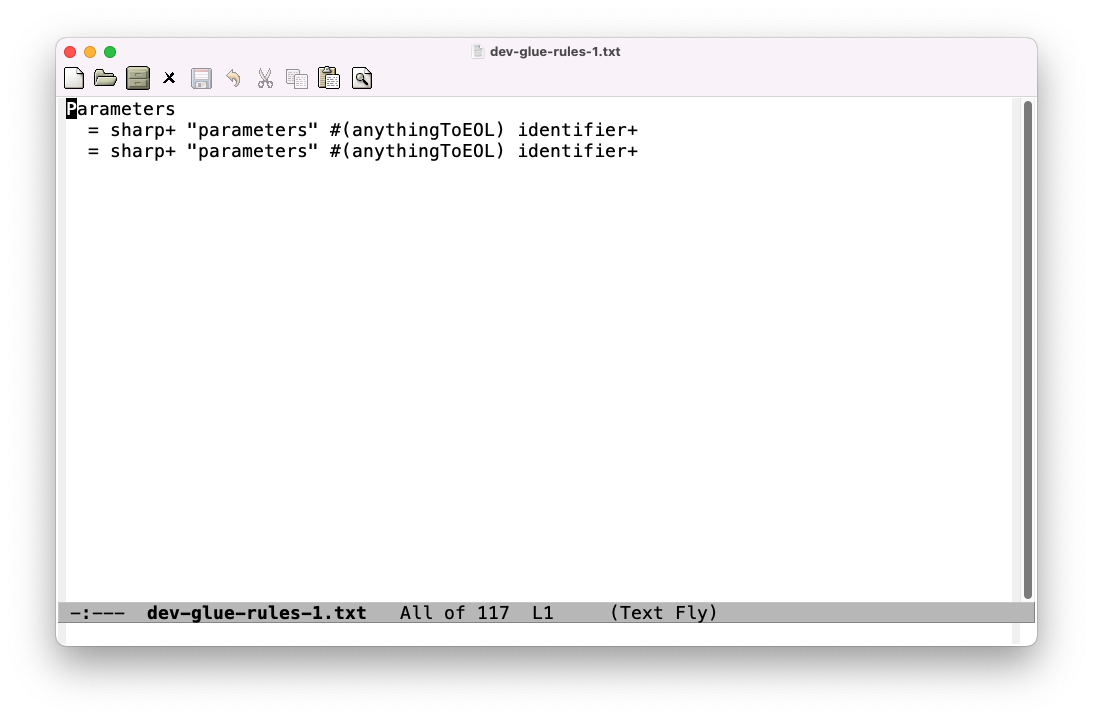 dev-glue-rules-1.txt
Parameters
  = sharp+ "parameters" #(anythingToEOL) identifier+
  = sharp+ "parameters" #(anythingToEOL) identifier+
-:---  dev-glue-rules-1.txt   All of 117  L1     (Text Fly)